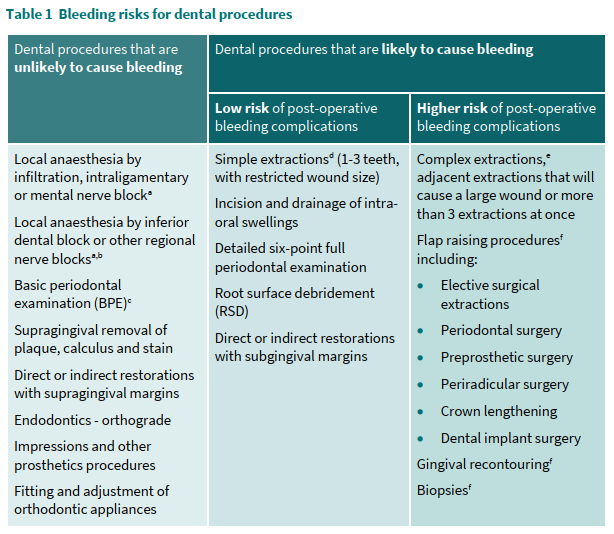 Table 1 Bleeding risks for dental procedures
Dental procedures that are
unlikely to cause bleeding
Dental procedures that are likely to cause bleeding
Low risk of post-operative
bleeding complications
Higher risk of post-operative
bleeding complications
Local anaesthesia by
infiltration, intraligamentary
or mental nerve blockᵃ
Local anaesthesia by inferior
dental block or other regional
nerve blocksᵃ,ᵇ
Basic periodontal
examination (BPE)ᶜ
Supragingival removal of
plaque, calculus and stain
Direct or indirect restorations
with supragingival margins
Endodontics - orthograde
Impressions and other
prosthetics procedures
Fitting and adjustment of
orthodontic appliances
Simple extractionsᵈ (1-3 teeth,
with restricted wound size)
Incision and drainage of intra-
oral swellings
Detailed six-point full
periodontal examination
Root surface debridement
(RSD)
Direct or indirect restorations
with subgingival margins
Complex extractions,ᵉ
adjacent extractions that will
cause a large wound or more
than 3 extractions at once
Flap raising proceduresᶠ
including:
• Elective surgical
extractions
• Periodontal surgery
• Preprosthetic surgery
• Periradicular surgery
• Crown lengthening
• Dental implant surgery
Gingival recontouringᶠ
Biopsiesᶠ